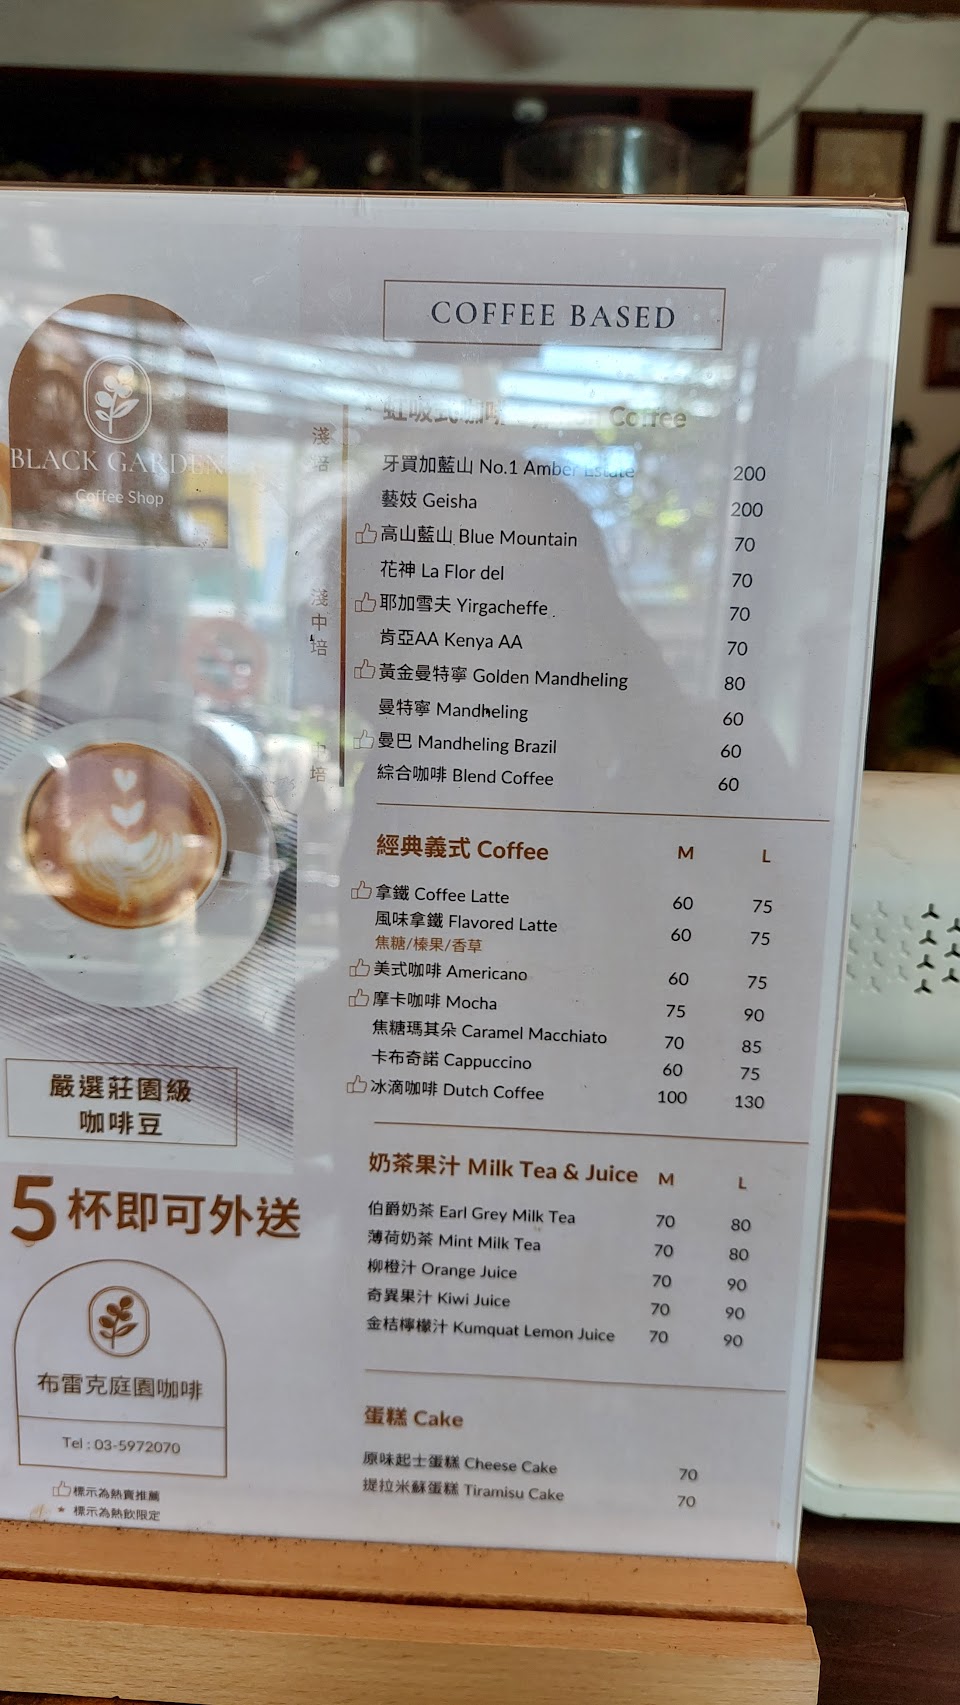 BLACK GARDEN
Coffee Shop
嚴選莊園級
咖啡豆
5杯即可外送
布雷克庭園咖啡
Tel : 03-5972070
標示為熱賣推薦
* 標示為熱飲限定
COFFEE BASED
* 虹吸式咖啡 Coffee
淺培
牙買加藍山 No.1 Amber Estate 200
藝妓 Geisha 200
高山藍山 Blue Mountain 70
花神 La Flor del 70
淺中培
耶加雪夫 Yirgacheffe 70
肯亞AA Kenya AA 70
黃金曼特寧 Golden Mandheling 80
曼特寧 Mandheling 60
中培
曼巴 Mandheling Brazil 60
綜合咖啡 Blend Coffee 60
經典義式 Coffee M L
拿鐵 Coffee Latte 60 75
風味拿鐵 Flavored Latte 60 75
焦糖/榛果/香草
美式咖啡 Americano 60 75
摩卡咖啡 Mocha 75 90
焦糖瑪其朵 Caramel Macchiato 70 85
卡布奇諾 Cappuccino 60 75
冰滴咖啡 Dutch Coffee 100 130
奶茶果汁 Milk Tea & Juice M L
伯爵奶茶 Earl Grey Milk Tea 70 80
薄荷奶茶 Mint Milk Tea 70 80
柳橙汁 Orange Juice 70 90
奇異果汁 Kiwi Juice 70 90
金桔檸檬汁 Kumquat Lemon Juice 70 90
蛋糕 Cake
原味起士蛋糕 Cheese Cake 70
提拉米蘇蛋糕 Tiramisu Cake 70